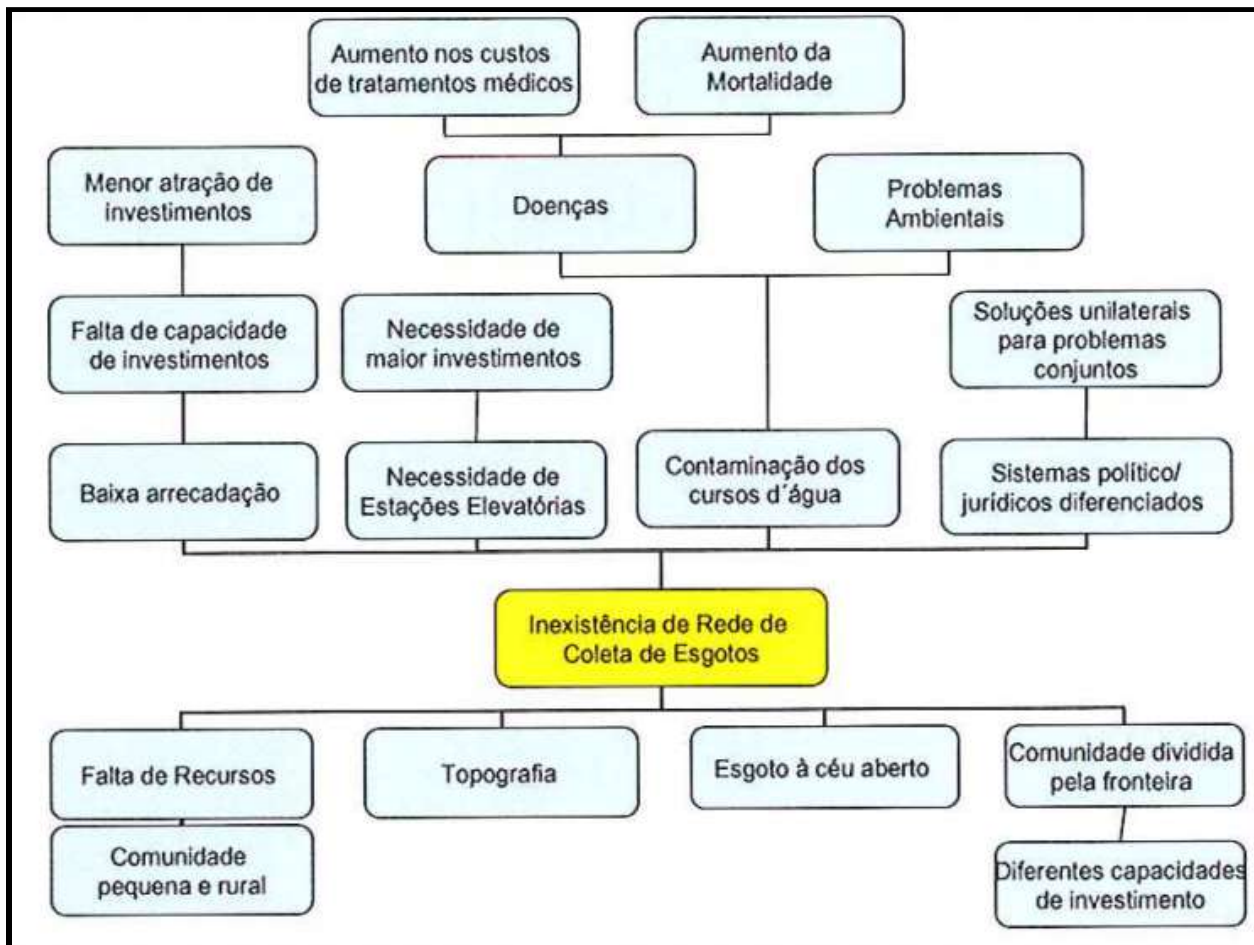 Aumento nos custos
de tratamentos médicos
Aumento da
Mortalidade
Menor atração de
investimentos
Doenças
Problemas
Ambientais
Falta de capacidade
de investimentos
Necessidade de
maior investimentos
Soluções unilaterais
para problemas
conjuntos
Baixa arrecadação
Necessidade de
Estações Elevatórias
Contaminação dos
cursos d´água
Sistemas político/
jurídicos diferenciados
Inexistência de Rede de
Coleta de Esgotos
Falta de Recursos
Topografia
Esgoto à céu aberto
Comunidade dividida
pela fronteira
Comunidade
pequena e rural
Diferentes capacidades
de investimento